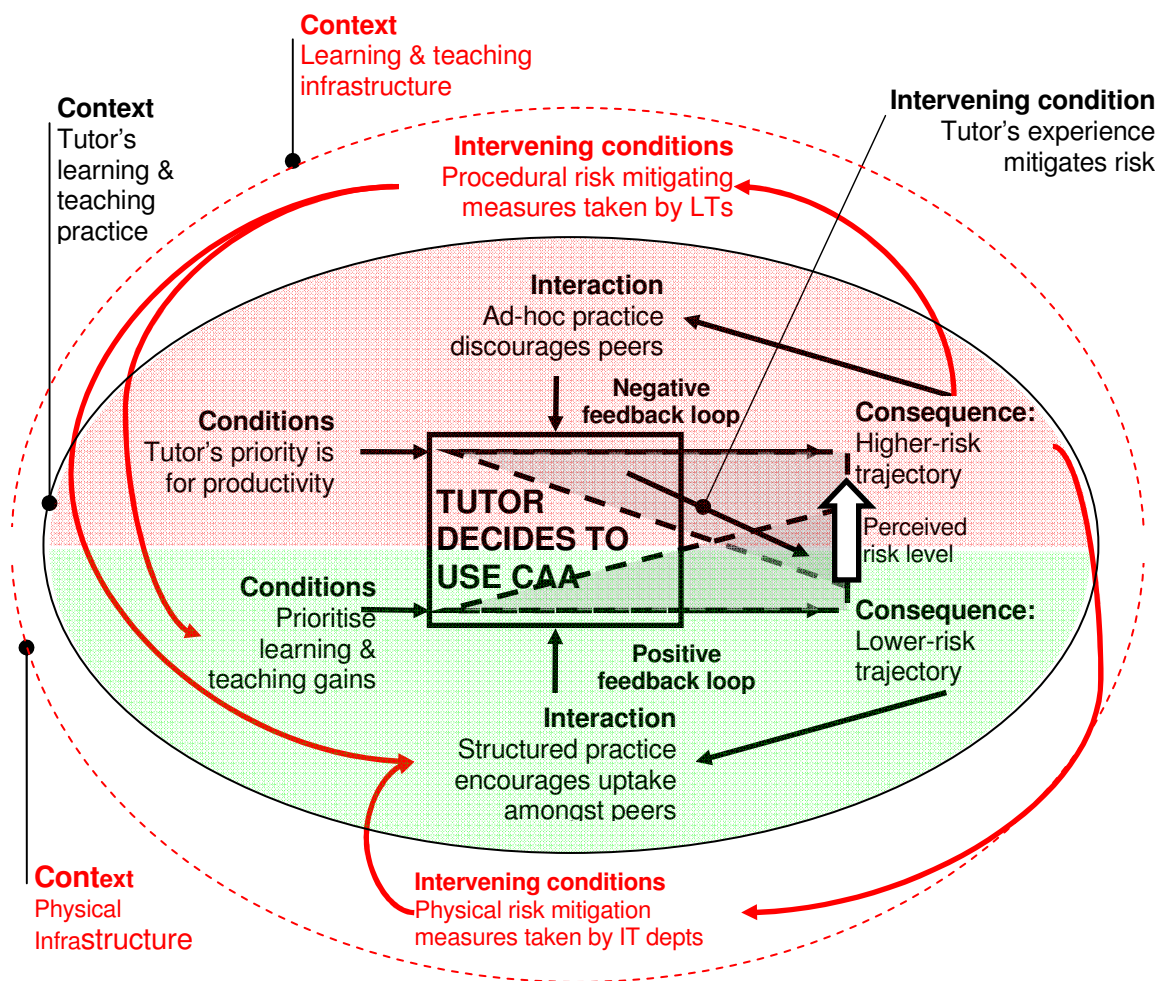 Context
Learning & teaching
infrastructure
Context
Tutor's
learning &
teaching
practice
Intervening condition
Tutor's experience
mitigates risk
Intervening conditions
Procedural risk mitigating
measures taken by LTs
Interaction
Ad-hoc practice
discourages peers
Negative
feedback loop
Conditions
Tutor's priority is
for productivity
Consequence:
Higher-risk
trajectory
TUTOR
DECIDES TO
USE CAA
Perceived
risk level
Conditions
Prioritise
learning &
teaching gains
Consequence:
Lower-risk
trajectory
Positive
feedback loop
Interaction
Structured practice
encourages uptake
amongst peers
Context
Physical
Infrastructure
Intervening conditions
Physical risk mitigation
measures taken by IT depts